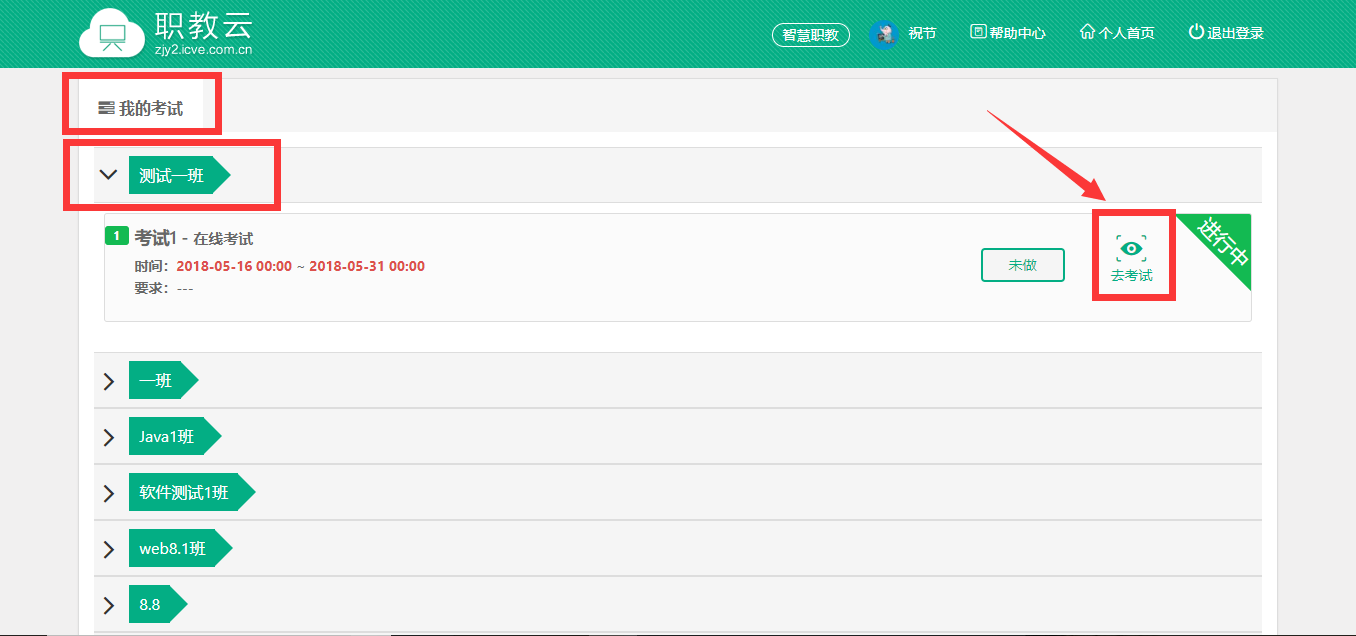 职教云
zjy2.icve.com.cn
智慧职教 祝节 帮助中心 个人首页 退出登录
我的考试
测试一班
1 考试1 - 在线考试
时间：2018-05-16 00:00 ~ 2018-05-31 00:00
要求：---
未做
去考试
进行中
一班
Java1班
软件测试1班
web8.1班
8.8